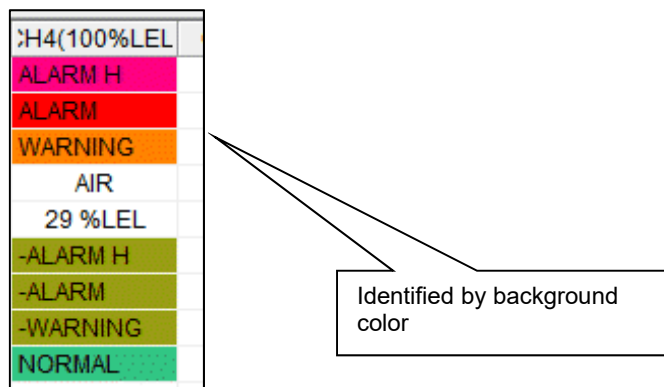 :H4(100%LEL
ALARM H
ALARM
WARNING
AIR
29 %LEL
-ALARM H
-ALARM
-WARNING
NORMAL
Identified by background
color